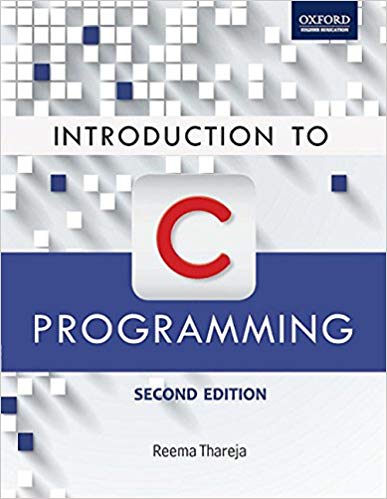 OXFORD
HIGHER EDUCATION
INTRODUCTION TO
C
PROGRAMMING
SECOND EDITION
Reema Thareja